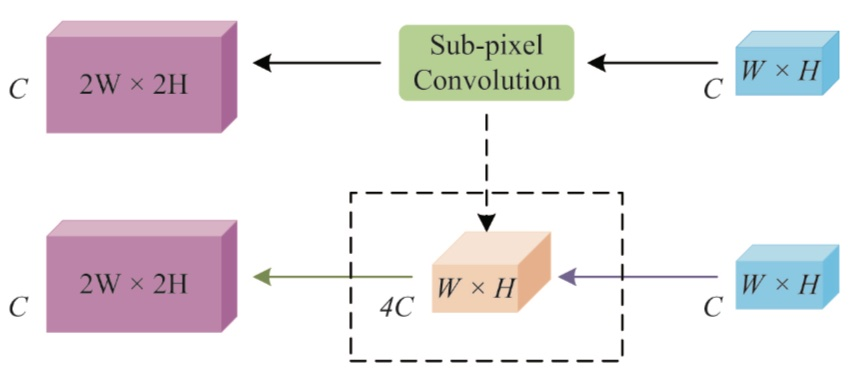 Sub-pixel
Convolution
C
2W × 2H
C
W × H
C
2W × 2H
4C
W × H
C
W × H